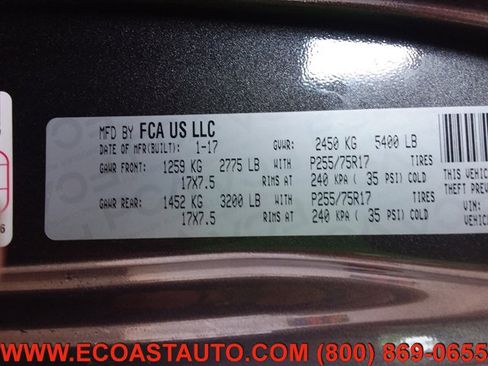 MFD BY FCA US LLC
DATE OF MFR(BUILT): 1-17 GVWR: 2450 KG 5400 LB
GAWR FRONT: 1259 KG 2775 LB WITH P255/75R17 TIRES
17X7.5 RIMS AT 240 KPA ( 35 PSI) COLD
GAWR REAR: 1452 KG 3200 LB WITH P255/75R17 TIRES
17X7.5 RIMS AT 240 KPA ( 35 PSI) COLD
THIS VEHI
THEFT PREV
VIN:
VEHIC
WWW.ECOASTAUTO.COM (800) 869-0655